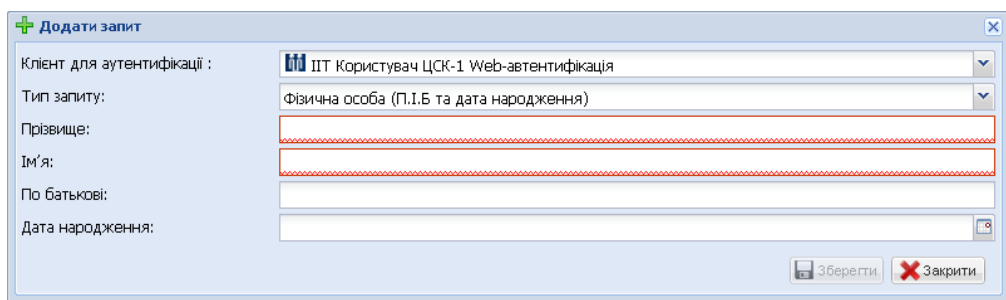 Додати запит
Клієнт для аутентифікації :
ІІТ Користувач ЦСК-1 Web-автентифікація
Тип запиту:
Фізична особа (П.І.Б та дата народження)
Прізвище:
Ім'я:
По батькові:
Дата народження:
Зберегти Закрити